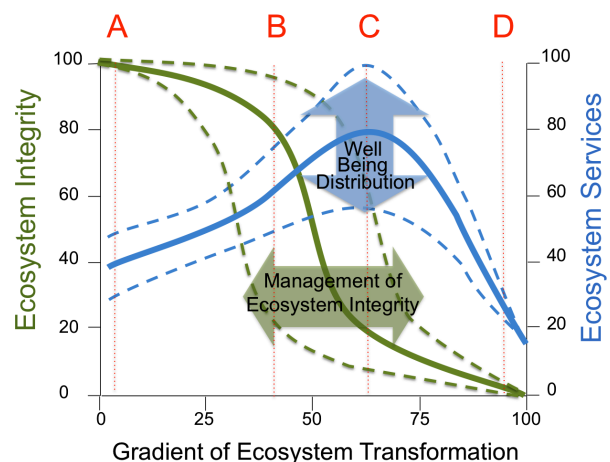 A
B
C
D
100
80
60
40
20
0
Ecosystem Integrity
100
80
60
40
20
0
Ecosystem Services
Well
Being
Distribution
Management of
Ecosystem Integrity
0
25
50
75
100
Gradient of Ecosystem Transformation